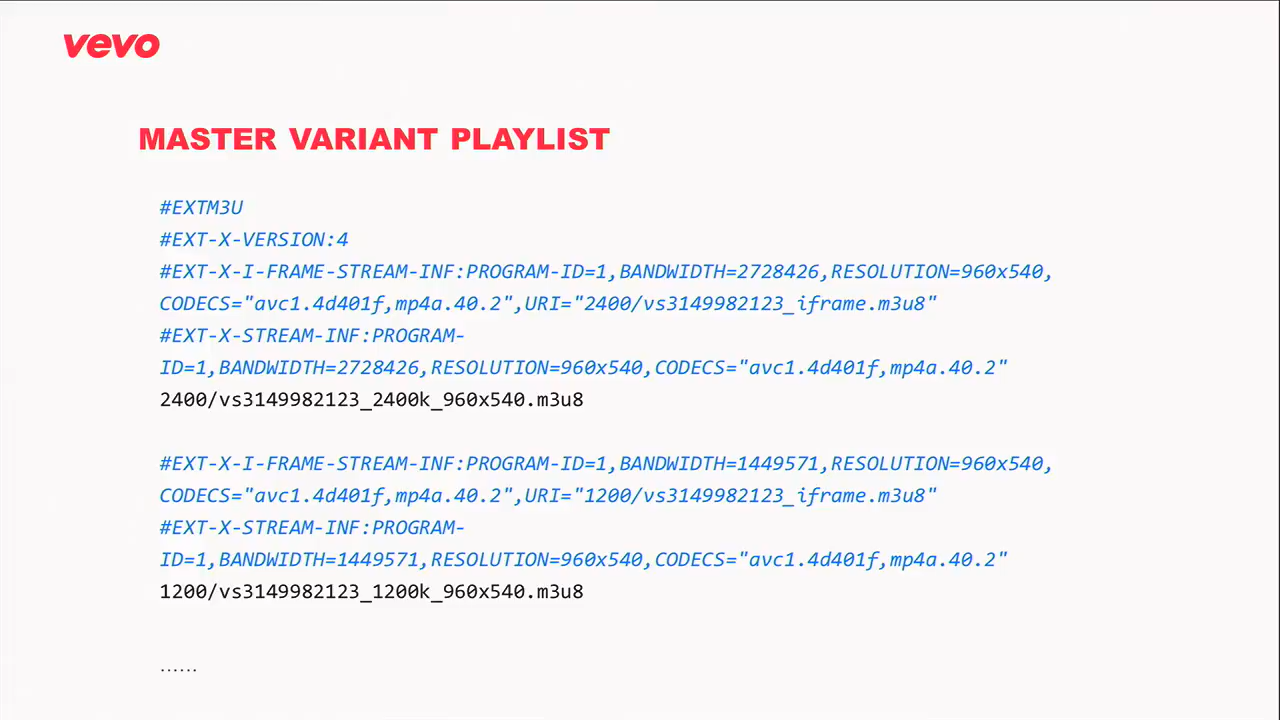 vevo
MASTER VARIANT PLAYLIST
#EXTM3U
#EXT-X-VERSION:4
#EXT-X-I-FRAME-STREAM-INF:PROGRAM-ID=1,BANDWIDTH=2728426,RESOLUTION=960x540,
CODECS="avc1.4d401f,mp4a.40.2",URI="2400/vs3149982123_iframe.m3u8"
#EXT-X-STREAM-INF:PROGRAM-
ID=1,BANDWIDTH=2728426,RESOLUTION=960x540,CODECS="avc1.4d401f,mp4a.40.2"
2400/vs3149982123_2400k_960x540.m3u8
#EXT-X-I-FRAME-STREAM-INF:PROGRAM-ID=1,BANDWIDTH=1449571,RESOLUTION=960x540,
CODECS="avc1.4d401f,mp4a.40.2",URI="1200/vs3149982123_iframe.m3u8"
#EXT-X-STREAM-INF:PROGRAM-
ID=1,BANDWIDTH=1449571,RESOLUTION=960x540,CODECS="avc1.4d401f,mp4a.40.2"
1200/vs3149982123_1200k_960x540.m3u8
......